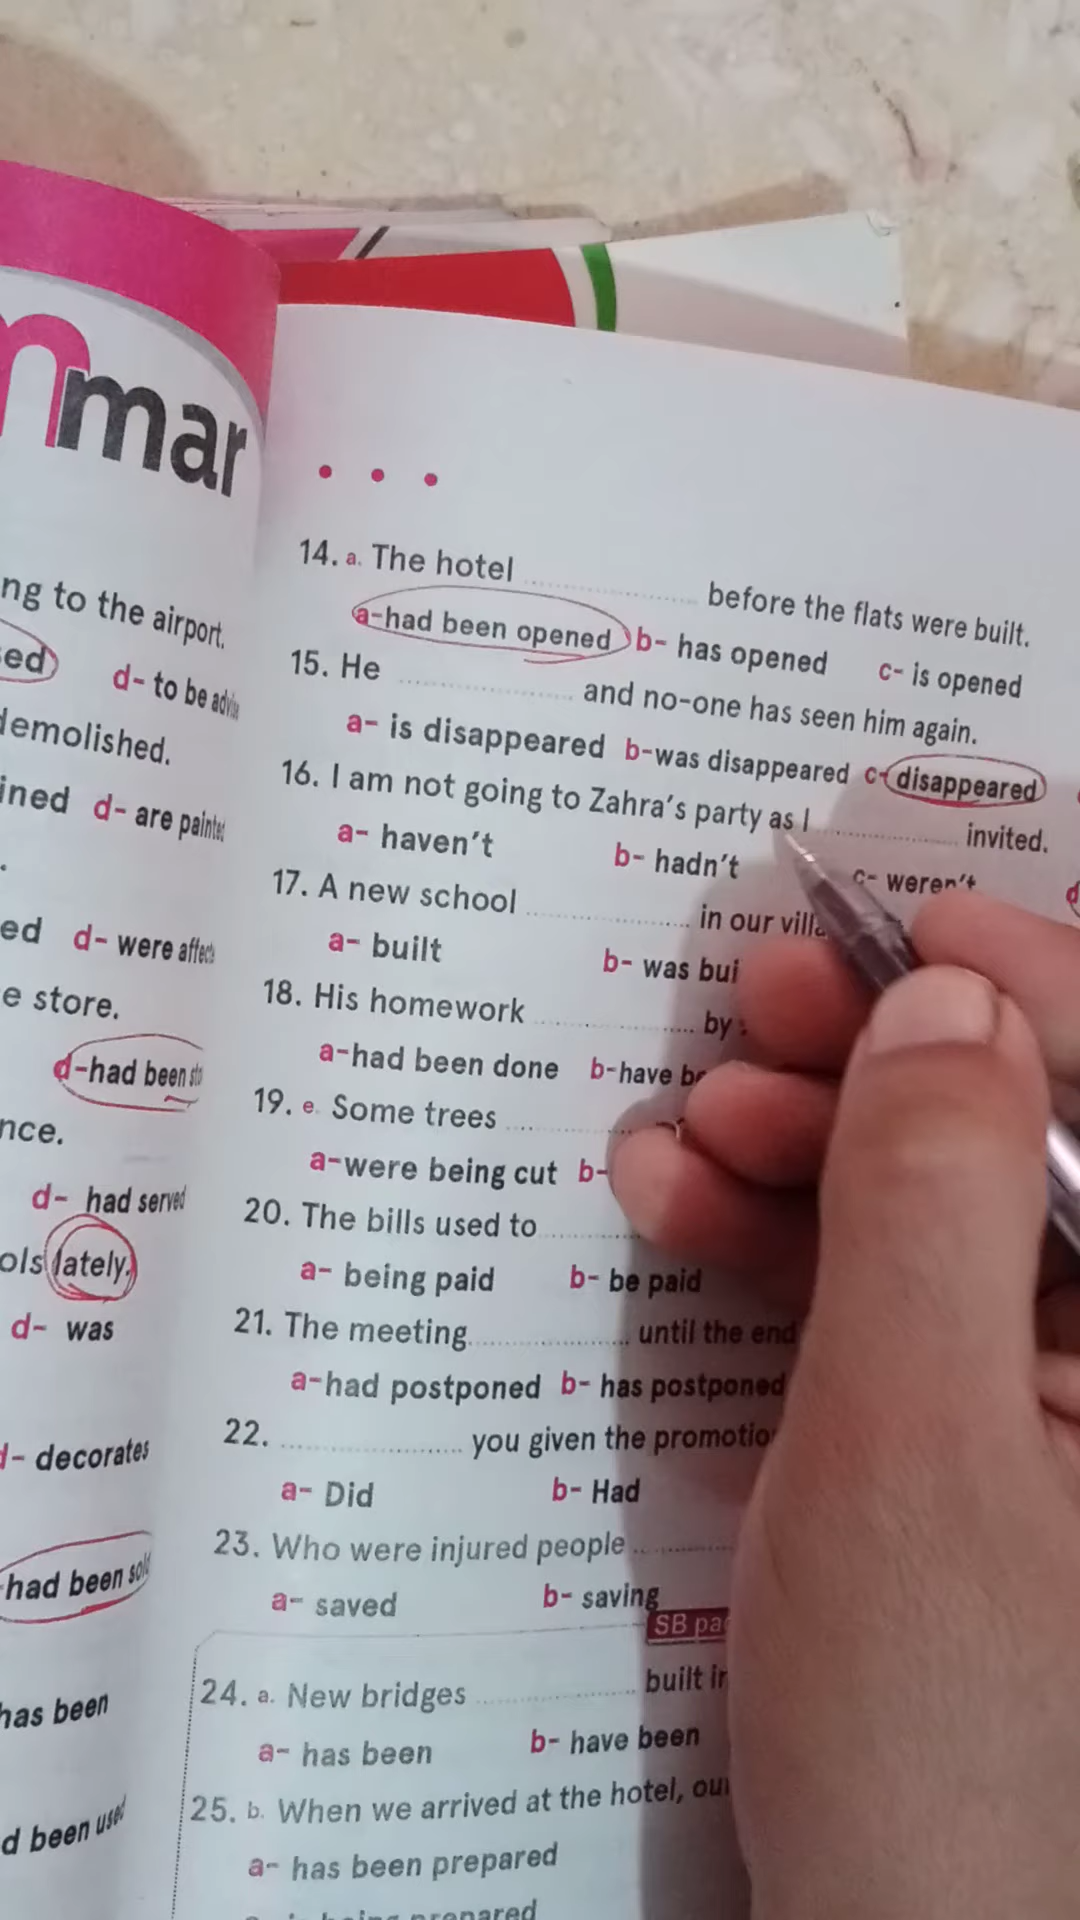 mar
ng to the airport.
sed d- to be
demolished.
ined d- are
.
ed d- were
e store.
d-had been
nce.
d- had served
ols lately.
d- was
d- decorates
had been sold
has been
d been used
14. a. The hotel .................... before the flats were built.
a-had been opened b- has opened c- is opened
15. He .................... and no-one has seen him again.
a- is disappeared b-was disappeared c- disappeared
16. I am not going to Zahra's party as I .................... invited.
a- haven't b- hadn't c- weren't d
17. A new school .................... in our
a- built b- was
18. His homework .................... by
a-had been done b-have
19. e. Some trees ....................
a-were being cut b-
20. The bills used to ....................
a- being paid b- be paid
21. The meeting .................... until the end
a-had postponed b- has postponed
22. .................... you given the
a- Did b- Had
23. Who were injured people ....................
a- saved b- saving
SB
24. a. New bridges .................... built
a- has been b- have been
25. b. When we arrived at the hotel,
a- has been prepared
prepared